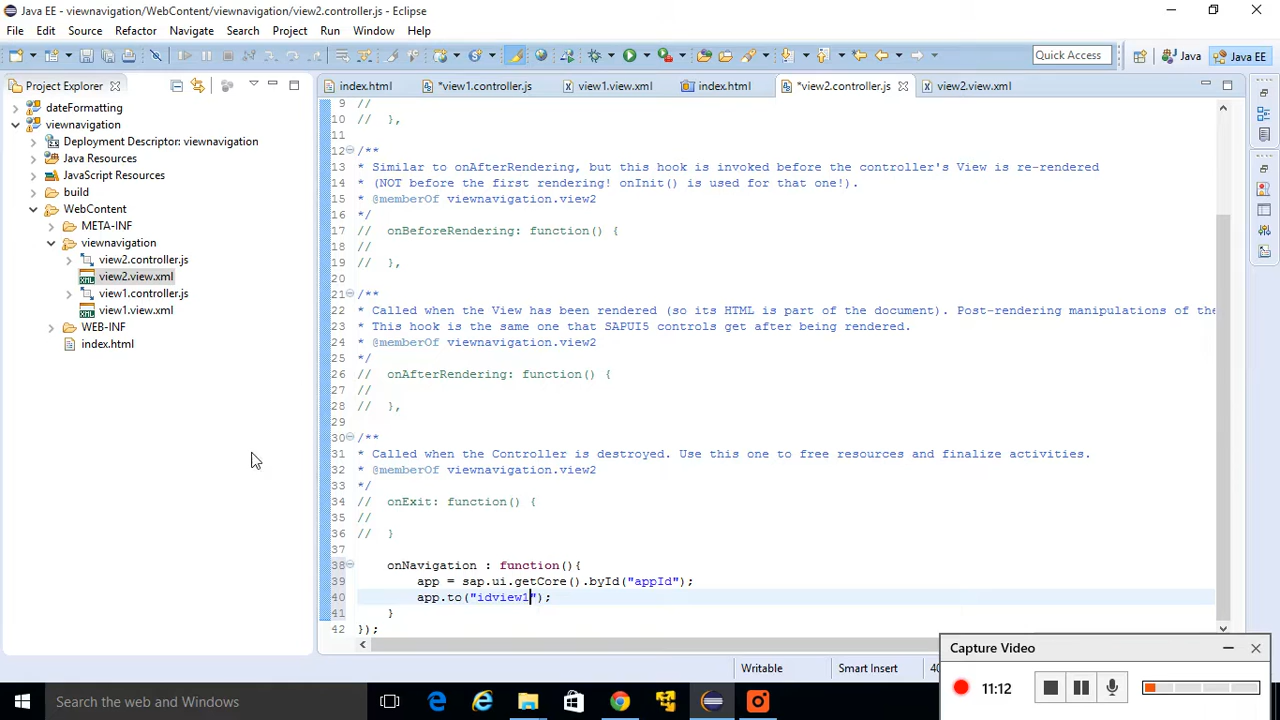 Java EE - viewnavigation/WebContent/viewnavigation/view2.controller.js - Eclipse
File Edit Source Refactor Navigate Search Project Run Window Help
Quick Access
Java
Java EE
Project Explorer
index.html
*view1.controller.js
view1.view.xml
index.html
*view2.controller.js
view2.view.xml
dateFormatting
viewnavigation
Deployment Descriptor: viewnavigation
Java Resources
JavaScript Resources
build
WebContent
META-INF
viewnavigation
view2.controller.js
view2.view.xml
view1.controller.js
view1.view.xml
WEB-INF
index.html
9 //
10 // },
11
12 /**
13 * Similar to onAfterRendering, but this hook is invoked before the controller's View is re-rendered
14 * (NOT before the first rendering! onInit() is used for that one!).
15 * @memberOf viewnavigation.view2
16 */
17 // onBeforeRendering: function() {
18 //
19 // },
20
21 /**
22 * Called when the View has been rendered (so its HTML is part of the document). Post-rendering manipulations of the
23 * This hook is the same one that SAPUI5 controls get after being rendered.
24 * @memberOf viewnavigation.view2
25 */
26 // onAfterRendering: function() {
27 //
28 // },
29
30 /**
31 * Called when the Controller is destroyed. Use this one to free resources and finalize activities.
32 * @memberOf viewnavigation.view2
33 */
34 // onExit: function() {
35 //
36 // }
37
38 onNavigation : function(){
39 app = sap.ui.getCore().byId("appId");
40 app.to("idview1");
41 }
42 });
Writable
Smart Insert
Capture Video
11:12
Search the web and Windows